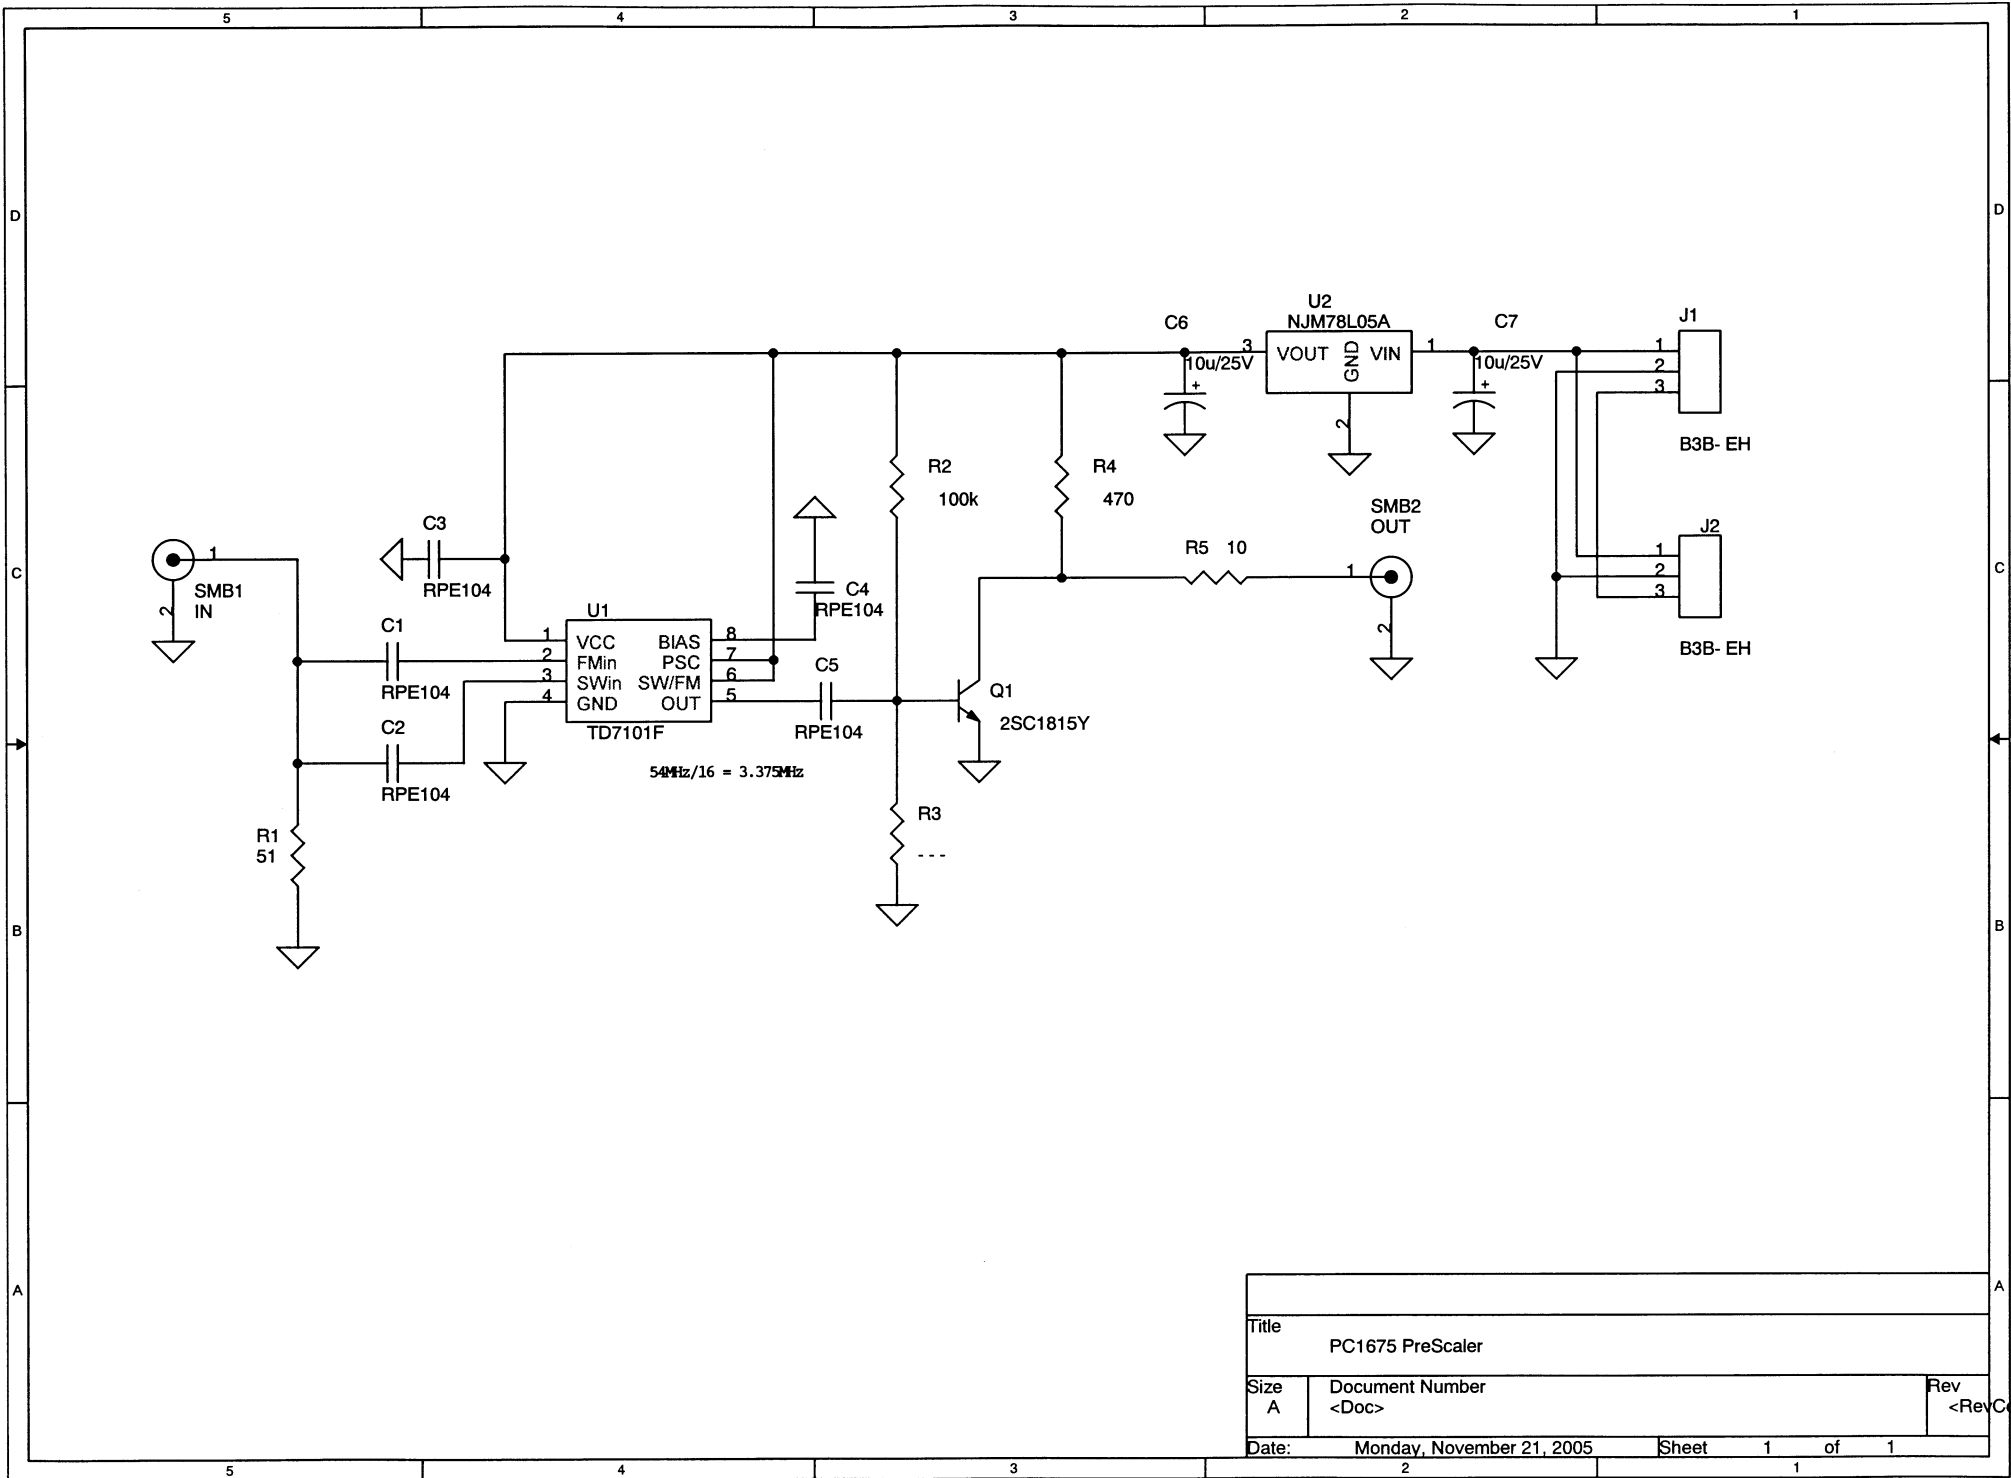 5 4 3 2 1
D D
U2
NJM78L05A
C6
10u/25V
3 VOUT GND VIN 1
2
C7
10u/25V
J1
1
2
3
B3B- EH
R2
100k
R4
470
SMB2
OUT
1
2
R5 10
J2
1
2
3
B3B- EH
C C
C3
RPE104
1
SMB1
IN
2
C4
RPE104
U1
1 VCC BIAS 8
2 FMin PSC 7
3 SWin SW/FM 6
4 GND OUT 5
TD7101F
54MHz/16 = 3.375MHz
C1
RPE104
C2
RPE104
C5
RPE104
Q1
2SC1815Y
R1
51
R3
- - -
+
+
B B
A A
Title
PC1675 PreScaler
Size
A
Document Number
<Doc>
Rev
<RevC
Date: Monday, November 21, 2005 Sheet 1 of 1
5 4 3 2 1